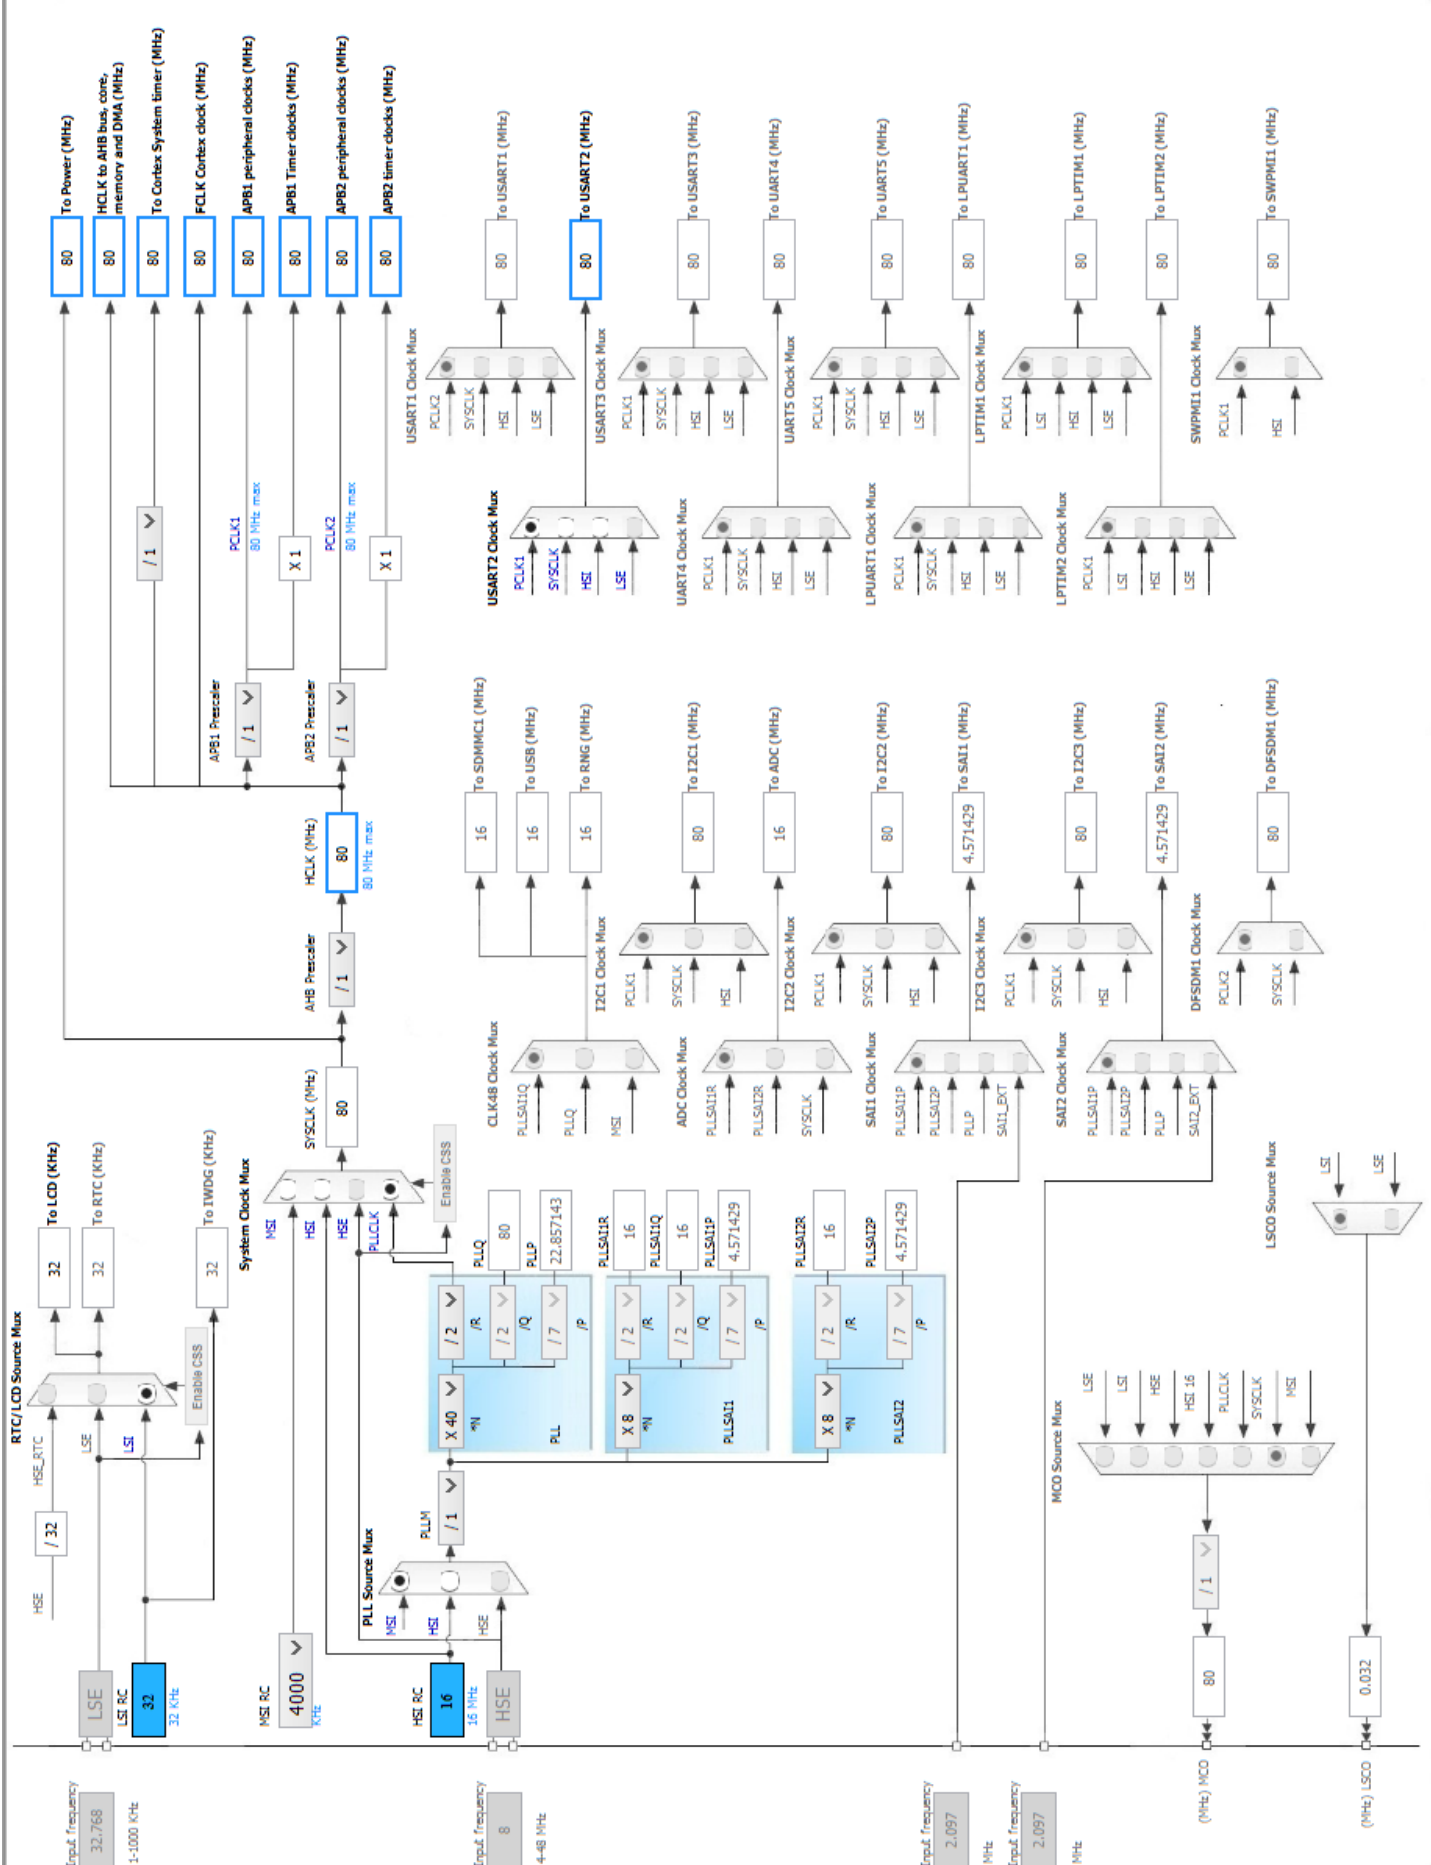 RTC/LCD Source Mux
HSE
/ 32
HSE_RTC
LSE
LSI
Enable CSS
32
To LCD (KHz)
32
To RTC (KHz)
32
To IWDG (KHz)
Input frequency
32.768
1-1000 KHz
LSE
LSI RC
32
32 KHz
MSI RC
4000
KHz
HSI RC
16
16 MHz
Input frequency
8
4-48 MHz
HSE
PLL Source Mux
MSI
HSI
HSE
PLLM
/ 1
X 40
*N
PLL
/ 2
/R
/ 2
/Q
/ 7
/P
PLLQ
80
PLLP
22.857143
X 8
*N
PLLSAI1
/ 2
/R
/ 2
/Q
/ 7
/P
PLLSAI1R
16
PLLSAI1Q
16
PLLSAI1P
4.571429
X 8
*N
PLLSAI2
/ 2
/R
/ 7
/P
PLLSAI2R
16
PLLSAI2P
4.571429
System Clock Mux
MSI
HSI
HSE
PLLCLK
Enable CSS
SYSCLK (MHz)
80
AHB Prescaler
/ 1
HCLK (MHz)
80
80 MHz max
APB1 Prescaler
/ 1
APB2 Prescaler
/ 1
/ 1
PCLK1
80 MHz max
X 1
PCLK2
80 MHz max
X 1
80
To Power (MHz)
80
HCLK to AHB bus, core,
memory and DMA (MHz)
80
To Cortex System timer (MHz)
80
FCLK Cortex clock (MHz)
80
APB1 peripheral clocks (MHz)
80
APB1 Timer clocks (MHz)
80
APB2 peripheral clocks (MHz)
80
APB2 timer clocks (MHz)
CLK48 Clock Mux
PLLSAI1Q
PLLQ
MSI
16
To SDMMC1 (MHz)
16
To USB (MHz)
16
To RNG (MHz)
I2C1 Clock Mux
PCLK1
SYSCLK
HSI
80
To I2C1 (MHz)
ADC Clock Mux
PLLSAI1R
PLLSAI2R
SYSCLK
16
To ADC (MHz)
I2C2 Clock Mux
PCLK1
SYSCLK
HSI
80
To I2C2 (MHz)
SAI1 Clock Mux
PLLSAI1P
PLLSAI2P
PLLP
SAI1_EXT
4.571429
To SAI1 (MHz)
I2C3 Clock Mux
PCLK1
SYSCLK
HSI
80
To I2C3 (MHz)
SAI2 Clock Mux
PLLSAI1P
PLLSAI2P
PLLP
SAI2_EXT
4.571429
To SAI2 (MHz)
DFSDM1 Clock Mux
PCLK2
SYSCLK
80
To DFSDM1 (MHz)
USART1 Clock Mux
PCLK2
SYSCLK
HSI
LSE
80
To USART1 (MHz)
USART2 Clock Mux
PCLK1
SYSCLK
HSI
LSE
80
To USART2 (MHz)
USART3 Clock Mux
PCLK1
SYSCLK
HSI
LSE
80
To USART3 (MHz)
UART4 Clock Mux
PCLK1
SYSCLK
HSI
LSE
80
To UART4 (MHz)
UART5 Clock Mux
PCLK1
SYSCLK
HSI
LSE
80
To UART5 (MHz)
LPUART1 Clock Mux
PCLK1
SYSCLK
HSI
LSE
80
To LPUART1 (MHz)
LPTIM1 Clock Mux
PCLK1
LSI
HSI
LSE
80
To LPTIM1 (MHz)
LPTIM2 Clock Mux
PCLK1
LSI
HSI
LSE
80
To LPTIM2 (MHz)
SWPMI1 Clock Mux
PCLK1
HSI
80
To SWPMI1 (MHz)
Input frequency
2.097
MHz
Input frequency
2.097
MHz
MCO Source Mux
LSE
LSI
HSE
HSI 16
PLLCLK
SYSCLK
MSI
/ 1
80
(MHz) MCO
LSCO Source Mux
LSI
LSE
0.032
(MHz) LSCO